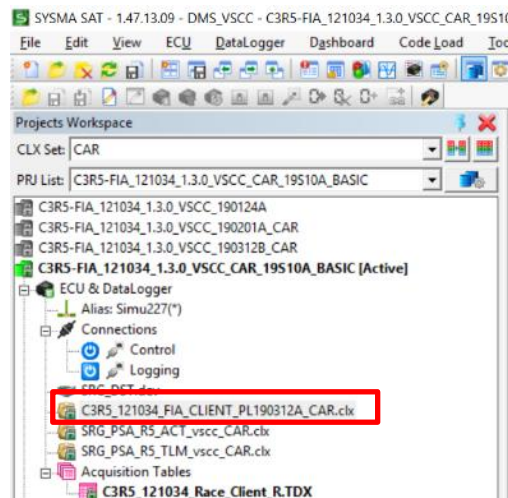 SYSMA SAT - 1.47.13.09 - DMS_VSCC - C3R5-FIA_121034_1.3.0_VSCC_CAR_19S10
File Edit View ECU DataLogger Dashboard Code Load Too
Projects Workspace
CLX Set: CAR
PRJ List: C3R5-FIA_121034_1.3.0_VSCC_CAR_19S10A_BASIC
C3R5-FIA_121034_1.3.0_VSCC_190124A
C3R5-FIA_121034_1.3.0_VSCC_190201A_CAR
C3R5-FIA_121034_1.3.0_VSCC_190312B_CAR
C3R5-FIA_121034_1.3.0_VSCC_CAR_19S10A_BASIC [Active]
ECU & DataLogger
Alias: Simu227(*)
Connections
Control
Logging
SRG_DST.dev
C3R5_121034_FIA_CLIENT_PL190312A_CAR.clx
SRG_PSA_R5_ACT_vscc_CAR.clx
SRG_PSA_R5_TLM_vscc_CAR.clx
Acquisition Tables
C3R5_121034_Race_Client_R.TDX